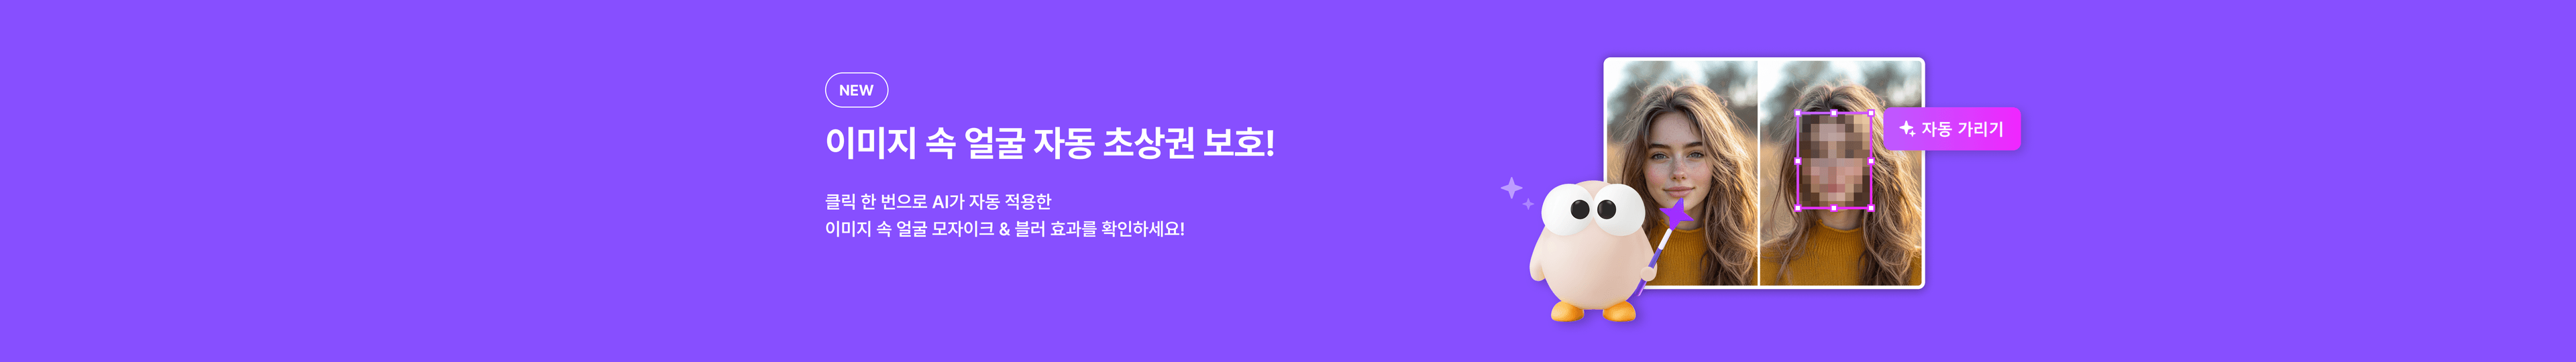 NEW
이미지 속 얼굴 자동 초상권 보호!
클릭 한 번으로 AI가 자동 적용한
이미지 속 얼굴 모자이크 & 블러 효과를 확인하세요!
자동 가리기